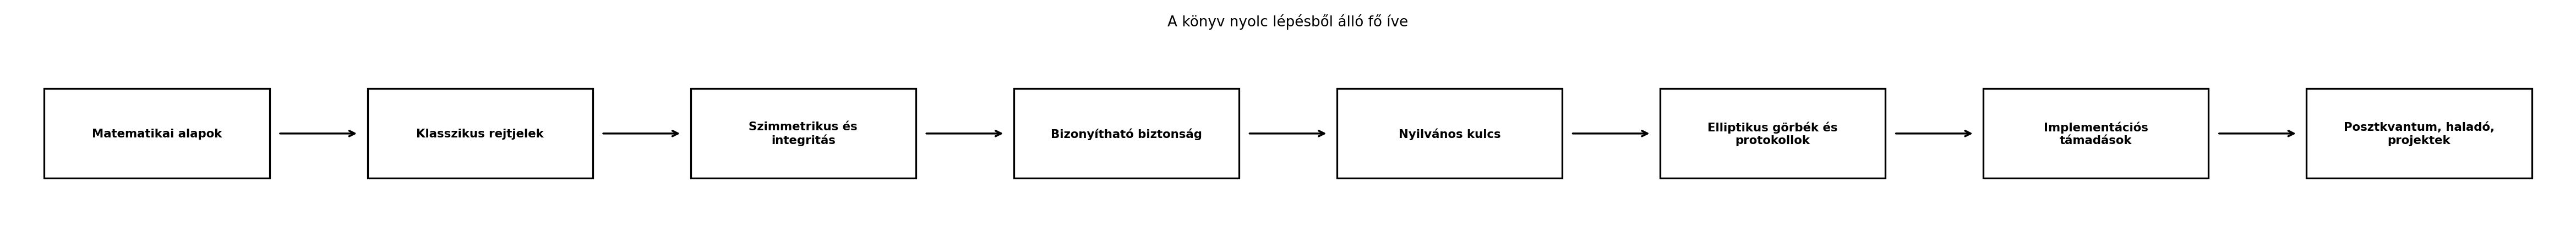 A könyv nyolc lépésből álló fő íve
Matematikai alapok
Klasszikus rejtjelek
Szimmetrikus és
integritás
Bizonyítható biztonság
Nyilvános kulcs
Elliptikus görbék és
protokollok
Implementációs
támadások
Posztkvantum, haladó,
projektek